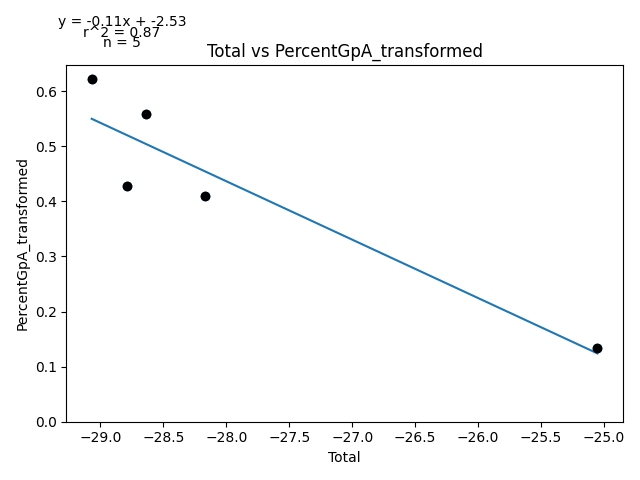 y = -0.11x + -2.53
r^2 = 0.87
n = 5
Total vs PercentGpA_transformed
PercentGpA_transformed
0.6
0.5
0.4
0.3
0.2
0.1
0.0
−29.0 −28.5 −28.0 −27.5 −27.0 −26.5 −26.0 −25.5 −25.0
Total